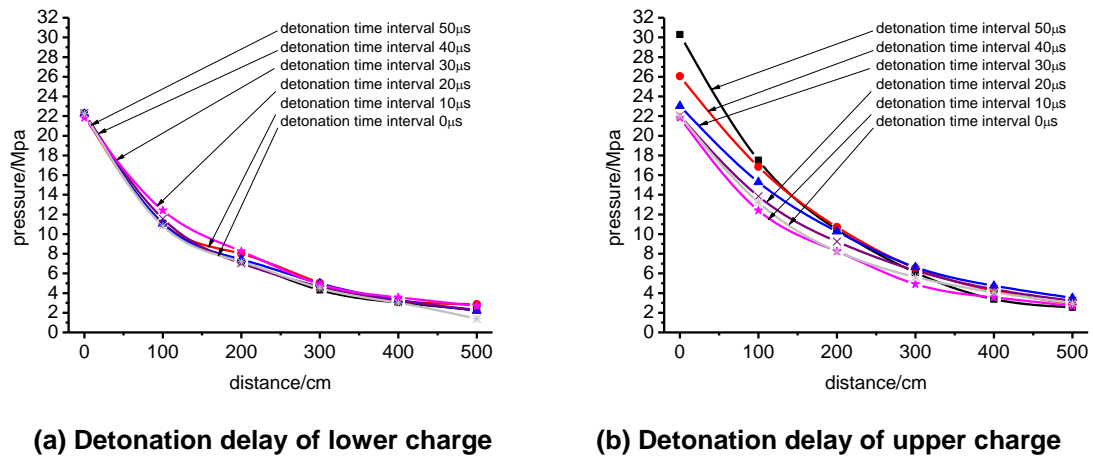 32
30
28
26
24
22
20
18
16
14
12
10
8
6
4
2
0
pressure/Mpa
detonation time interval 50μs
detonation time interval 40μs
detonation time interval 30μs
detonation time interval 20μs
detonation time interval 10μs
detonation time interval 0μs
0 100 200 300 400 500
distance/cm
(a) Detonation delay of lower charge
32
30
28
26
24
22
20
18
16
14
12
10
8
6
4
2
0
pressure/Mpa
detonation time interval 50μs
detonation time interval 40μs
detonation time interval 30μs
detonation time interval 20μs
detonation time interval 10μs
detonation time interval 0μs
0 100 200 300 400 500
distance/cm
(b) Detonation delay of upper charge